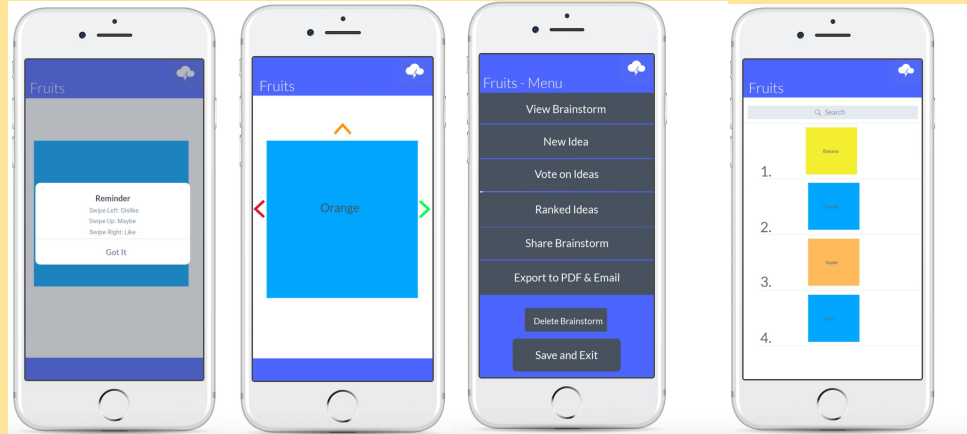 Fruits
Reminder
Swipe Left: Dislike
Swipe Up: Maybe
Swipe Right: Like
Got It
Fruits
Orange
Fruits - Menu
View Brainstorm
New Idea
Vote on Ideas
Ranked Ideas
Share Brainstorm
Export to PDF & Email
Delete Brainstorm
Save and Exit
Fruits
Search
1.
Banana
2.
Orange
3.
Apple
4.